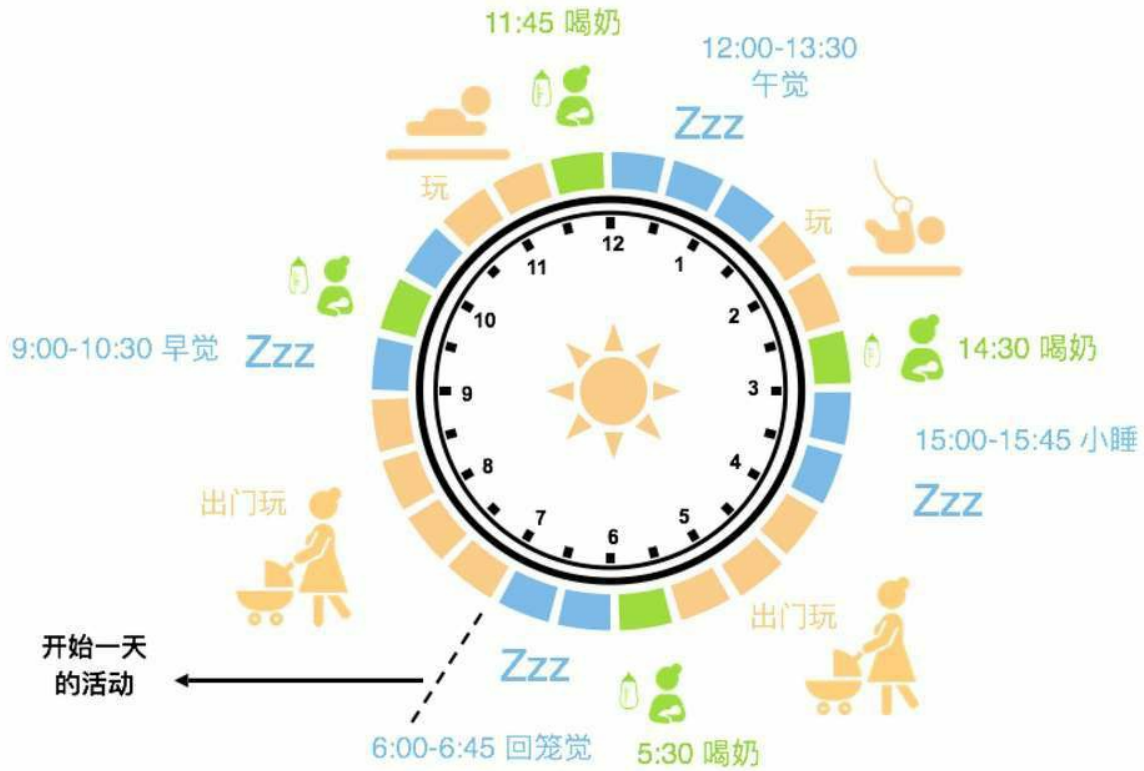 11:45 喝奶
12:00-13:30
午觉
Zzz
玩
玩
12
11
1
10
2
9:00-10:30 早觉
Zzz
14:30 喝奶
9
3
15:00-15:45 小睡
8
4
Zzz
出门玩
7
5
6
出门玩
开始一天
的活动
Zzz
6:00-6:45 回笼觉
5:30 喝奶